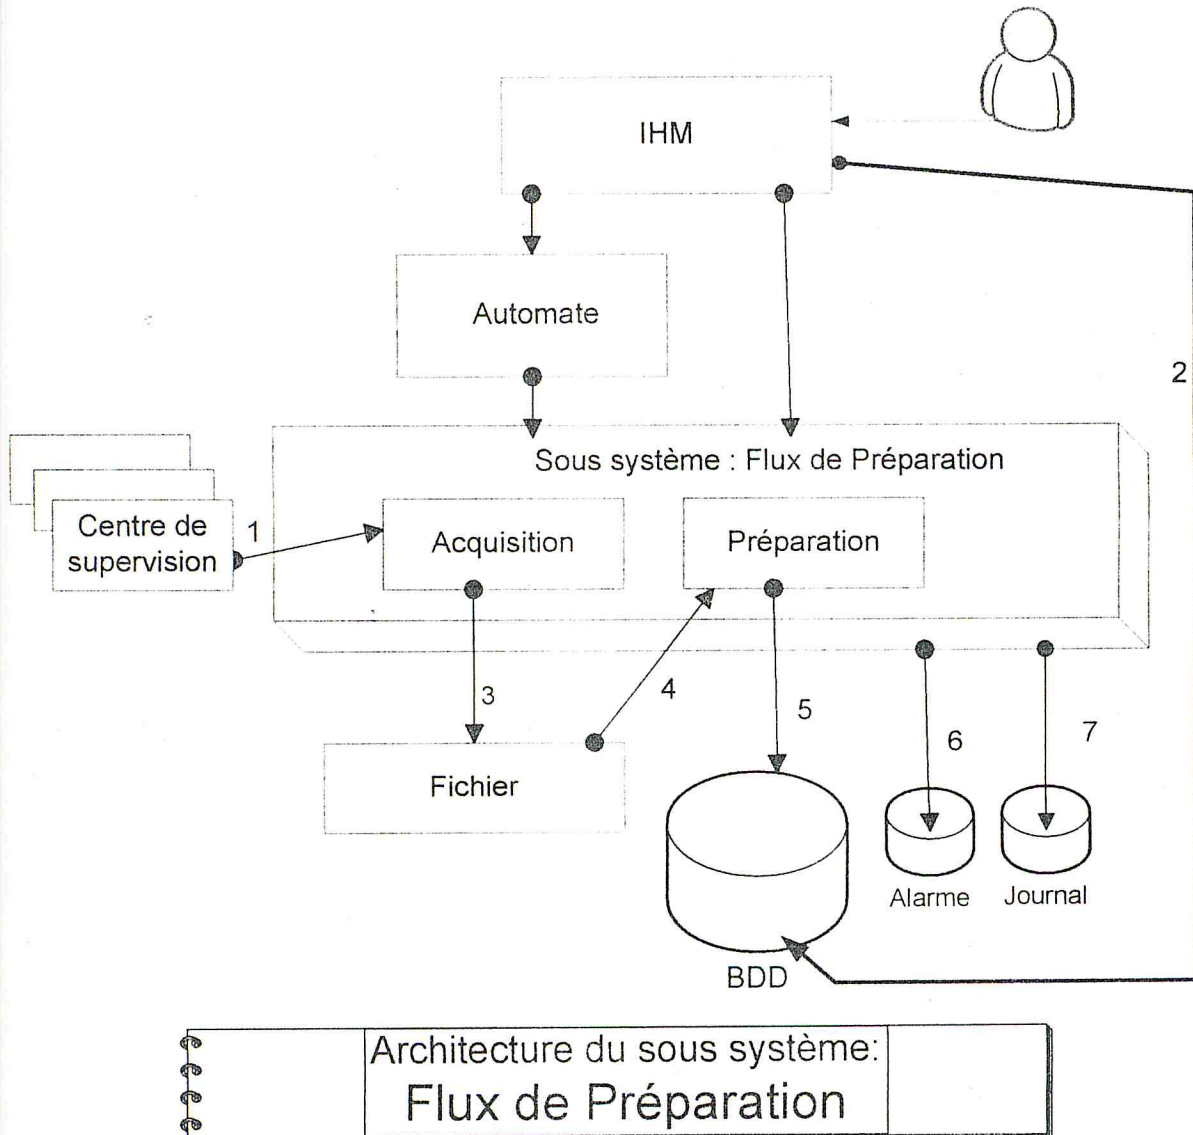 IHM
Automate
2
Sous système : Flux de Préparation
Centre de
supervision
1
Acquisition
Préparation
3
4
5
6
7
Fichier
Alarme
Journal
BDD
Architecture du sous système:
Flux de Préparation